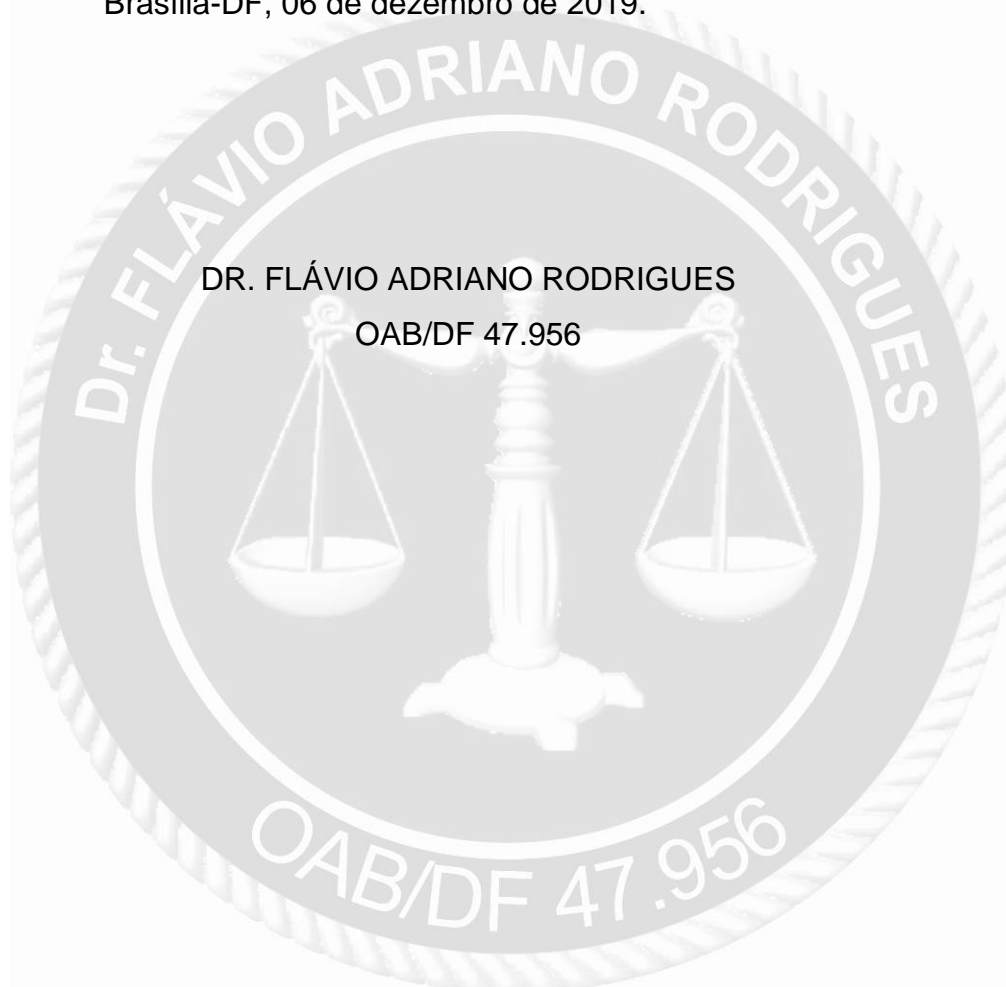 Brasília-DF, 06 de dezembro de 2019.
DR. FLÁVIO ADRIANO RODRIGUES
OAB/DF 47.956
Dr. FLÁVIO ADRIANO RODRIGUES
OAB/DF 47.956